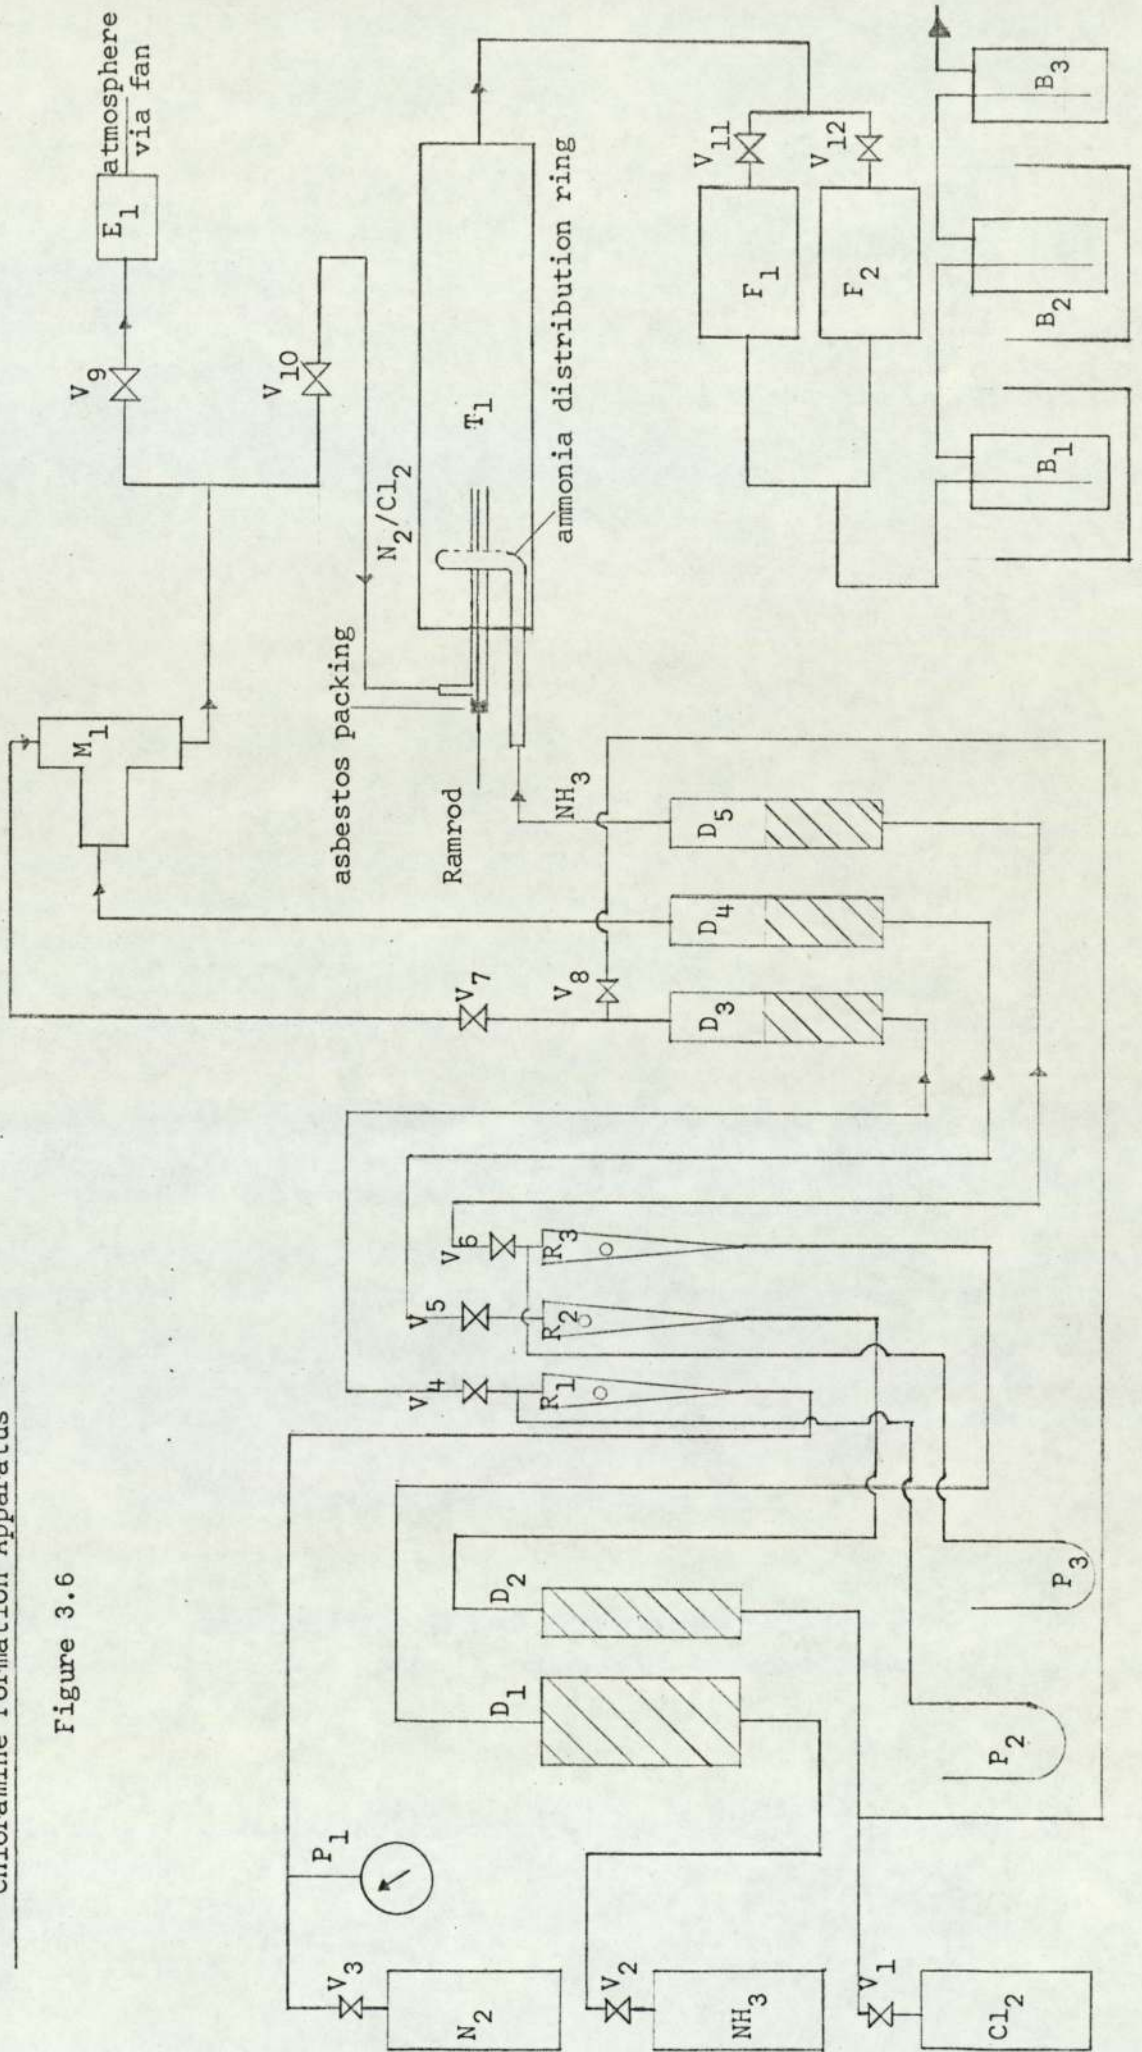 Chloramine Formation Apparatus
Figure 3.6
N2
V3
P1
NH3
V2
Cl2
V1
D1
D2
P2
P3
R1
R2
R3
V4
V5
V6
D3
D4
D5
V7
V8
NH3
M1
asbestos packing
Ramrod
N2/Cl2
T1
ammonia distribution ring
V9
V10
E1
atmosphere
via fan
V11
V12
F1
F2
B1
B2
B3